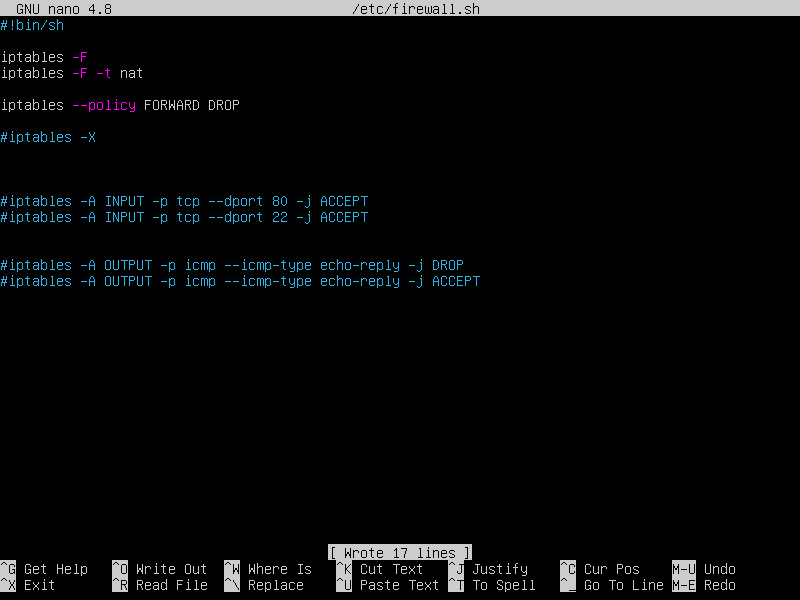 GNU nano 4.8 /etc/firewall.sh
#!bin/sh
iptables -F
iptables -F -t nat
iptables --policy FORWARD DROP
#iptables -X
#iptables -A INPUT -p tcp --dport 80 -j ACCEPT
#iptables -A INPUT -p tcp --dport 22 -j ACCEPT
#iptables -A OUTPUT -p icmp --icmp-type echo-reply -j DROP
#iptables -A OUTPUT -p icmp --icmp-type echo-reply -j ACCEPT
[ Wrote 17 lines ]
^G Get Help ^O Write Out ^W Where Is ^K Cut Text ^J Justify ^C Cur Pos M-U Undo
^X Exit ^R Read File ^\ Replace ^U Paste Text ^T To Spell ^_ Go To Line M-E Redo